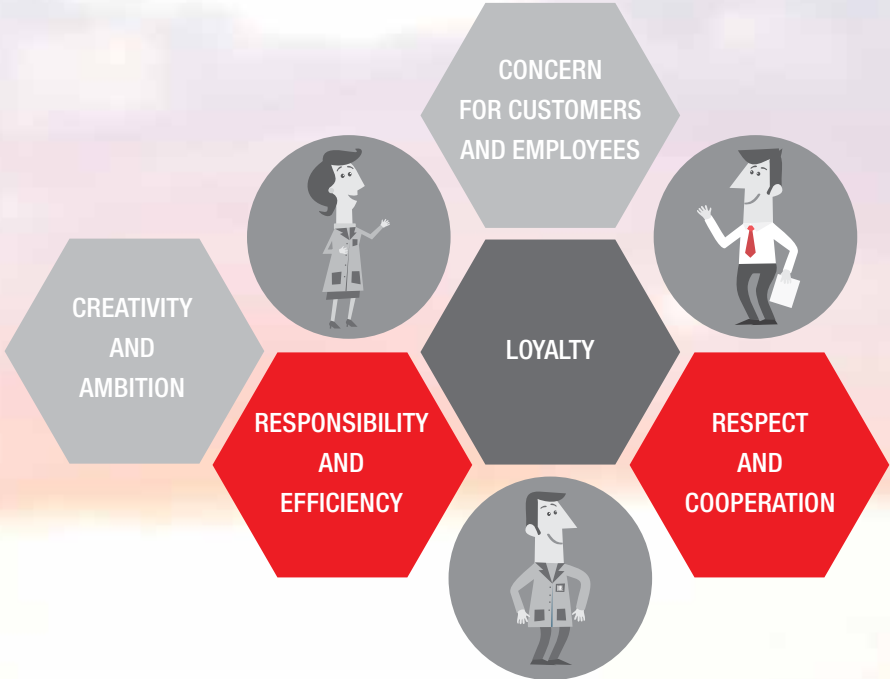 CONCERN
FOR CUSTOMERS
AND EMPLOYEES
CREATIVITY
AND
AMBITION
LOYALTY
RESPONSIBILITY
AND
EFFICIENCY
RESPECT
AND
COOPERATION